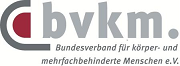 bvkm.
Bundesverband für körper- und
mehrfachbehinderte Menschen e.V.